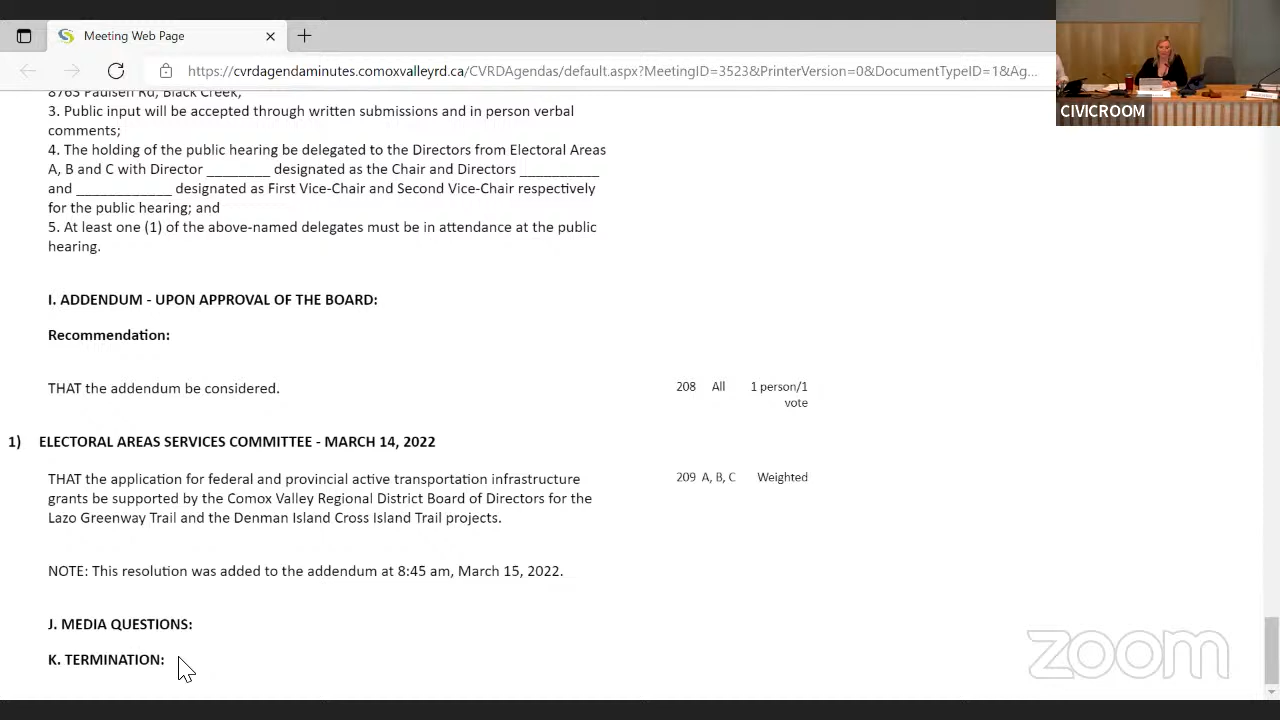 Meeting Web Page
https://cvrdagendaminutes.comoxvalleyrd.ca/CVRDAgendas/default.aspx?MeetingID=3523&PrinterVersion=0&DocumentTypeID=1&Ag...
CIVICROOM
8763 Paulsen Rd, Black Creek;
3. Public input will be accepted through written submissions and in person verbal
comments;
4. The holding of the public hearing be delegated to the Directors from Electoral Areas
A, B and C with Director ________ designated as the Chair and Directors __________
and ____________ designated as First Vice-Chair and Second Vice-Chair respectively
for the public hearing; and
5. At least one (1) of the above-named delegates must be in attendance at the public
hearing.
I. ADDENDUM - UPON APPROVAL OF THE BOARD:
Recommendation:
THAT the addendum be considered. 208 All 1 person/1
vote
1) ELECTORAL AREAS SERVICES COMMITTEE - MARCH 14, 2022
THAT the application for federal and provincial active transportation infrastructure 209 A, B, C Weighted
grants be supported by the Comox Valley Regional District Board of Directors for the
Lazo Greenway Trail and the Denman Island Cross Island Trail projects.
NOTE: This resolution was added to the addendum at 8:45 am, March 15, 2022.
J. MEDIA QUESTIONS:
K. TERMINATION:
zoom